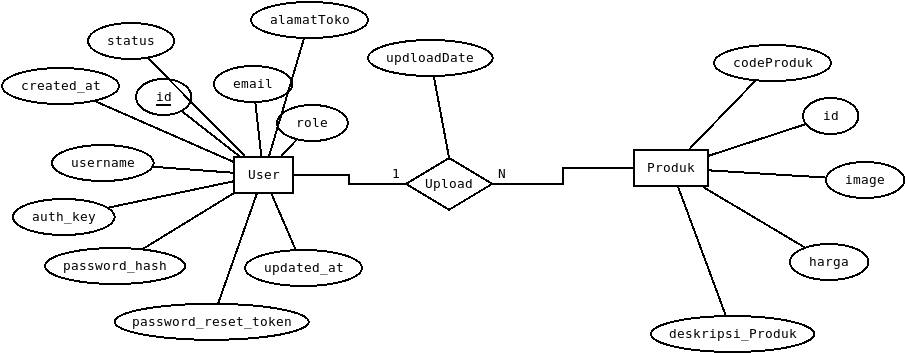 alamatToko
status
updloadDate
codeProduk
created_at
id
email
role
id
username
User
1
Upload
N
Produk
image
auth_key
password_hash
updated_at
harga
password_reset_token
deskripsi_Produk